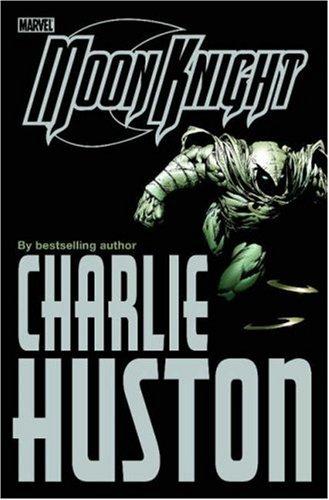 MARVEL
MOON KNIGHT
By bestselling author
CHARLIE
HUSTON